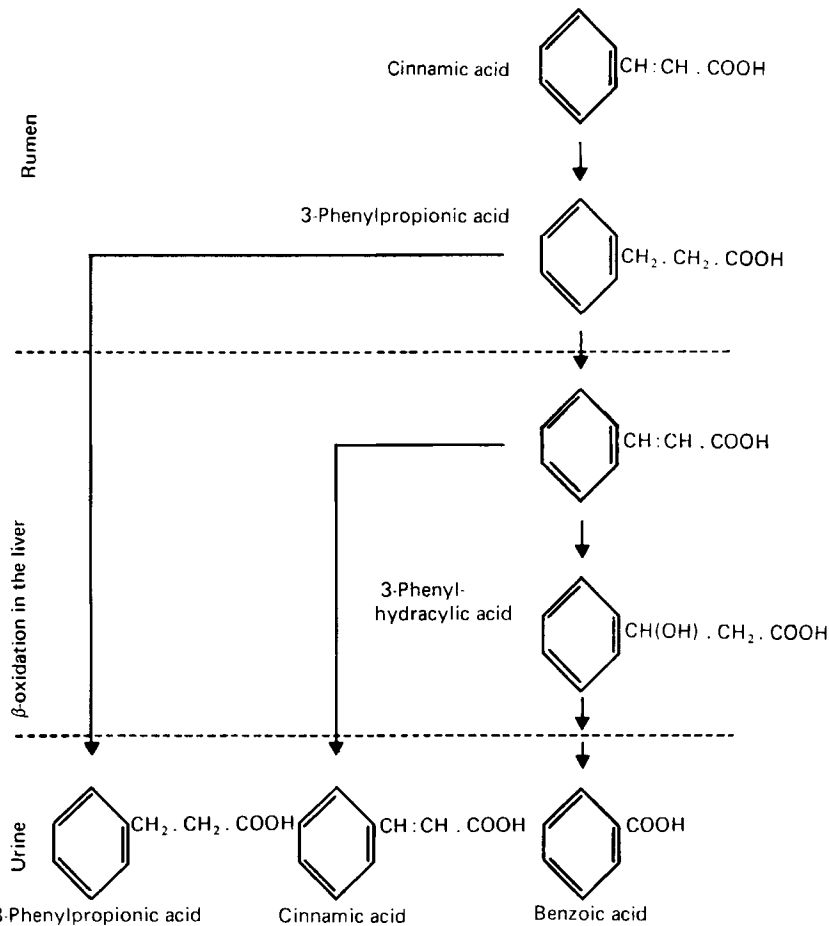 Cinnamic acid
CH:CH . COOH
Rumen
3-Phenylpropionic acid
CH₂ . CH₂ . COOH
CH:CH . COOH
β-oxidation in the liver
3-Phenyl-
hydracylic acid
CH(OH) . CH₂ . COOH
Urine
CH₂ . CH₂ . COOH
CH:CH . COOH
COOH
3-Phenylpropionic acid
Cinnamic acid
Benzoic acid